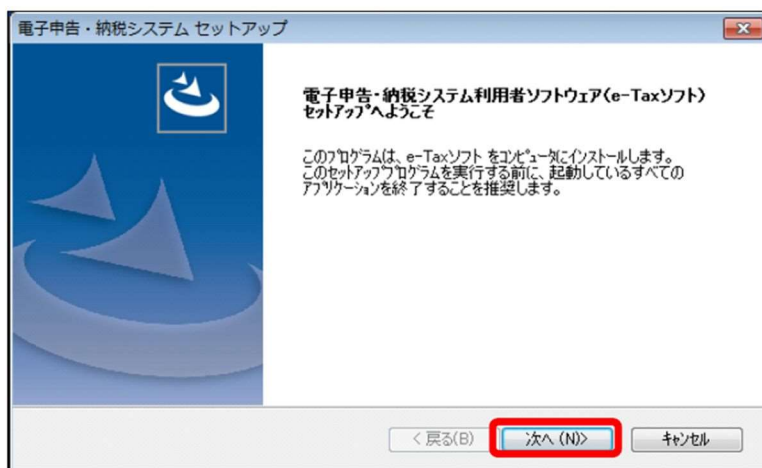 電子申告・納税システム セットアップ
電子申告・納税システム利用者ソフトウェア(e-Taxソフト)
セットアップへようこそ
このプログラムは、e-Taxソフト をコンピュータにインストールします。
このセットアッププログラムを実行する前に、起動しているすべての
アプリケーションを終了することを推奨します。
< 戻る(B)
次へ (N)>
キャンセル